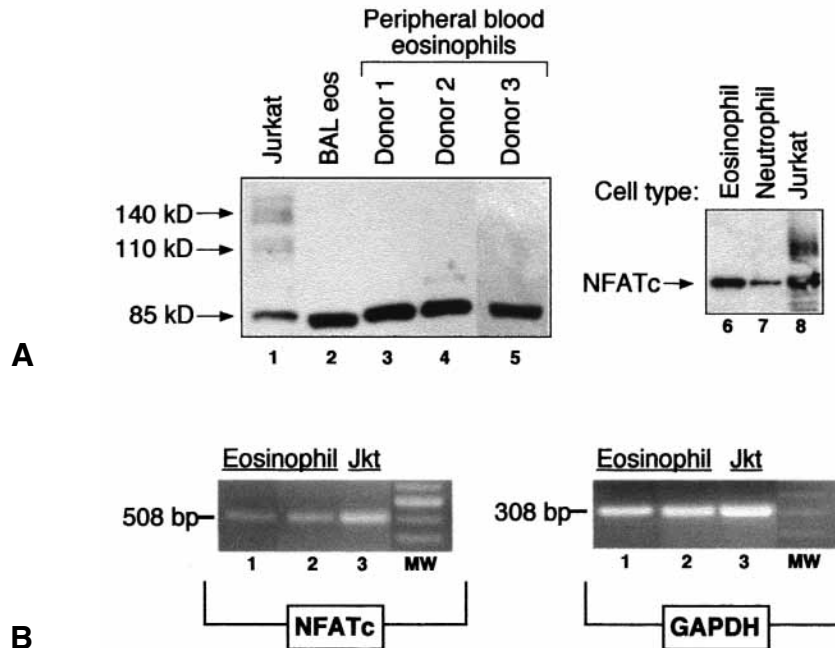 Peripheral blood
eosinophils
Jurkat
BAL eos
Donor 1
Donor 2
Donor 3
140 kD
110 kD
85 kD
1 2 3 4 5
A
Cell type:
Eosinophil
Neutrophil
Jurkat
NFATc
6 7 8
Eosinophil Jkt
508 bp
1 2 3 MW
NFATc
Eosinophil Jkt
308 bp
1 2 3 MW
GAPDH
B